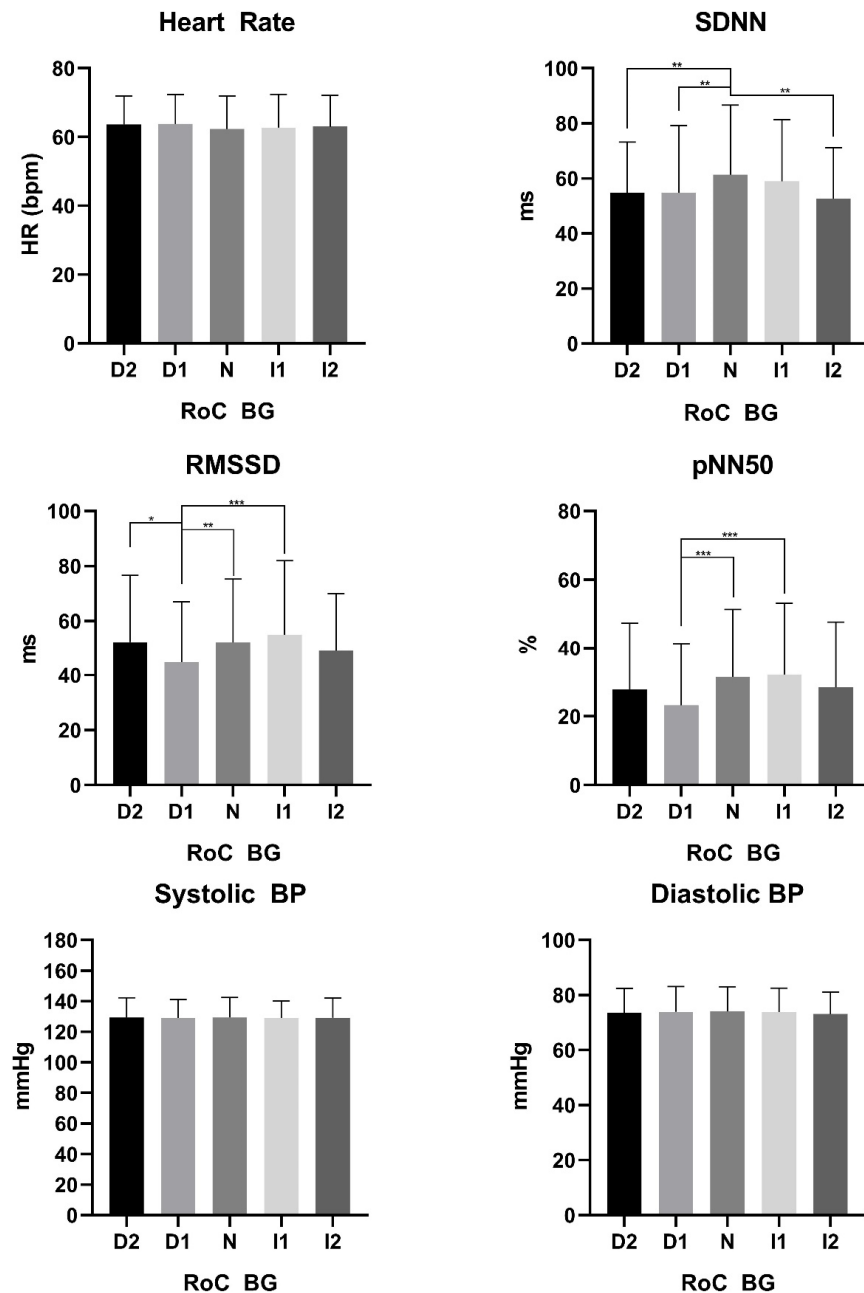 Heart Rate
HR (bpm)
80
60
40
20
0
D2 D1 N I1 I2
RoC BG
SDNN
ms
100
80
60
40
20
0
**
**
**
D2 D1 N I1 I2
RoC BG
RMSSD
ms
100
80
60
40
20
0
***
*
**
D2 D1 N I1 I2
RoC BG
pNN50
%
80
60
40
20
0
***
***
D2 D1 N I1 I2
RoC BG
Systolic BP
mmHg
180
160
140
120
100
80
60
40
20
0
D2 D1 N I1 I2
RoC BG
Diastolic BP
mmHg
100
80
60
40
20
0
D2 D1 N I1 I2
RoC BG